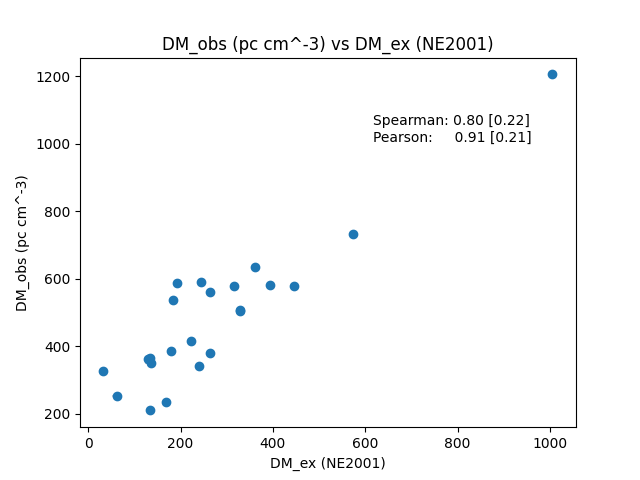 DM_obs (pc cm^-3) vs DM_ex (NE2001)
1200
1000
800
600
400
200
DM_obs (pc cm^-3)
Spearman: 0.80 [0.22]
Pearson: 0.91 [0.21]
0 200 400 600 800 1000
DM_ex (NE2001)